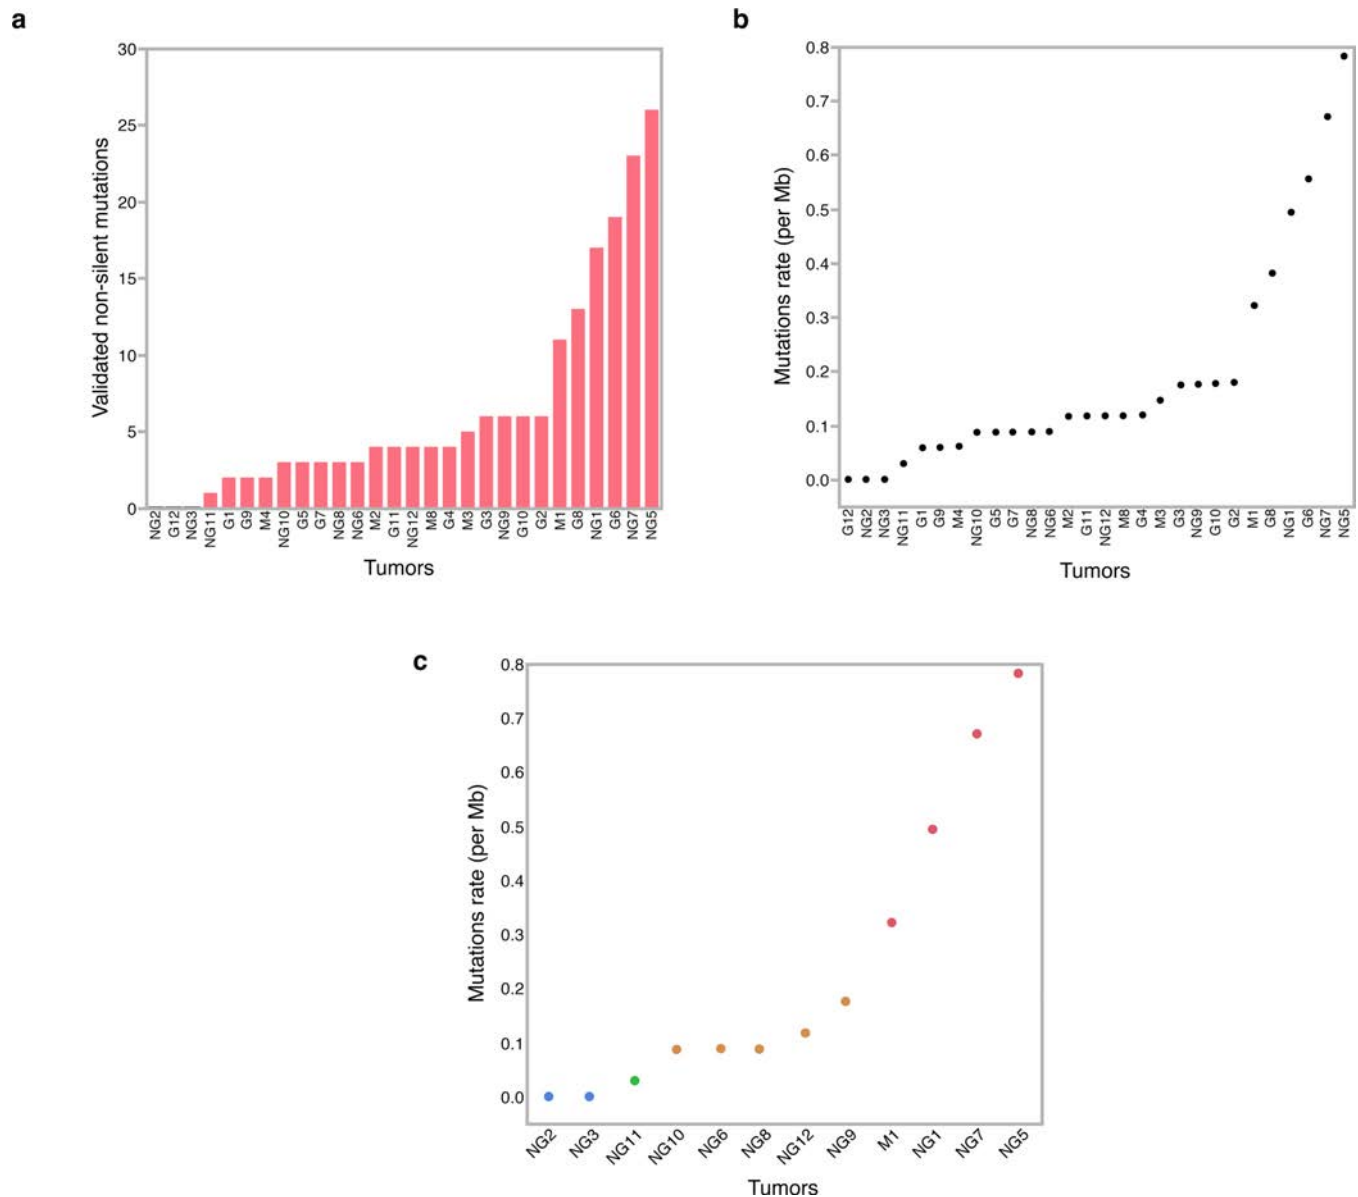 a
Validated non-silent mutations
30
25
20
15
10
5
0
NG2 G12 NG3 NG11 G1 G9 M4 NG10 G5 G7 NG8 NG6 M2 G11 NG12 M8 G4 M3 G3 NG9 G10 G2 M1 G8 NG1 G6 NG7 NG5
Tumors
b
Mutations rate (per Mb)
0.8
0.7
0.6
0.5
0.4
0.3
0.2
0.1
0.0
G12 NG2 NG3 NG11 G1 G9 M4 NG10 G5 G7 NG8 NG6 M2 G11 NG12 M8 G4 M3 G3 NG9 G10 G2 M1 G8 NG1 G6 NG7 NG5
Tumors
c
Mutations rate (per Mb)
0.8
0.7
0.6
0.5
0.4
0.3
0.2
0.1
0.0
NG2 NG3 NG11 NG10 NG6 NG8 NG12 NG9 M1 NG1 NG7 NG5
Tumors